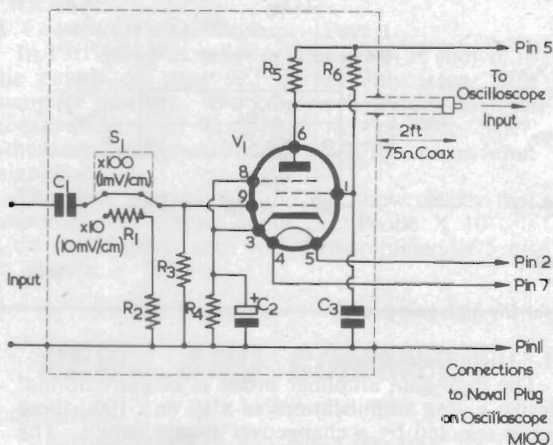 Pin 5
R5
R6
To
Oscilloscope
Input
S1
V1
6
2ft
75Ω Coax
x100
(1mV/cm)
C1
8
9
1
x10
(10mV/cm)
R1
3
4
5
Input
R3
Pin 2
R2
R4
+
C2
C3
Pin 7
Pin 1
Connections
to Noval Plug
on Oscilloscope
MICO